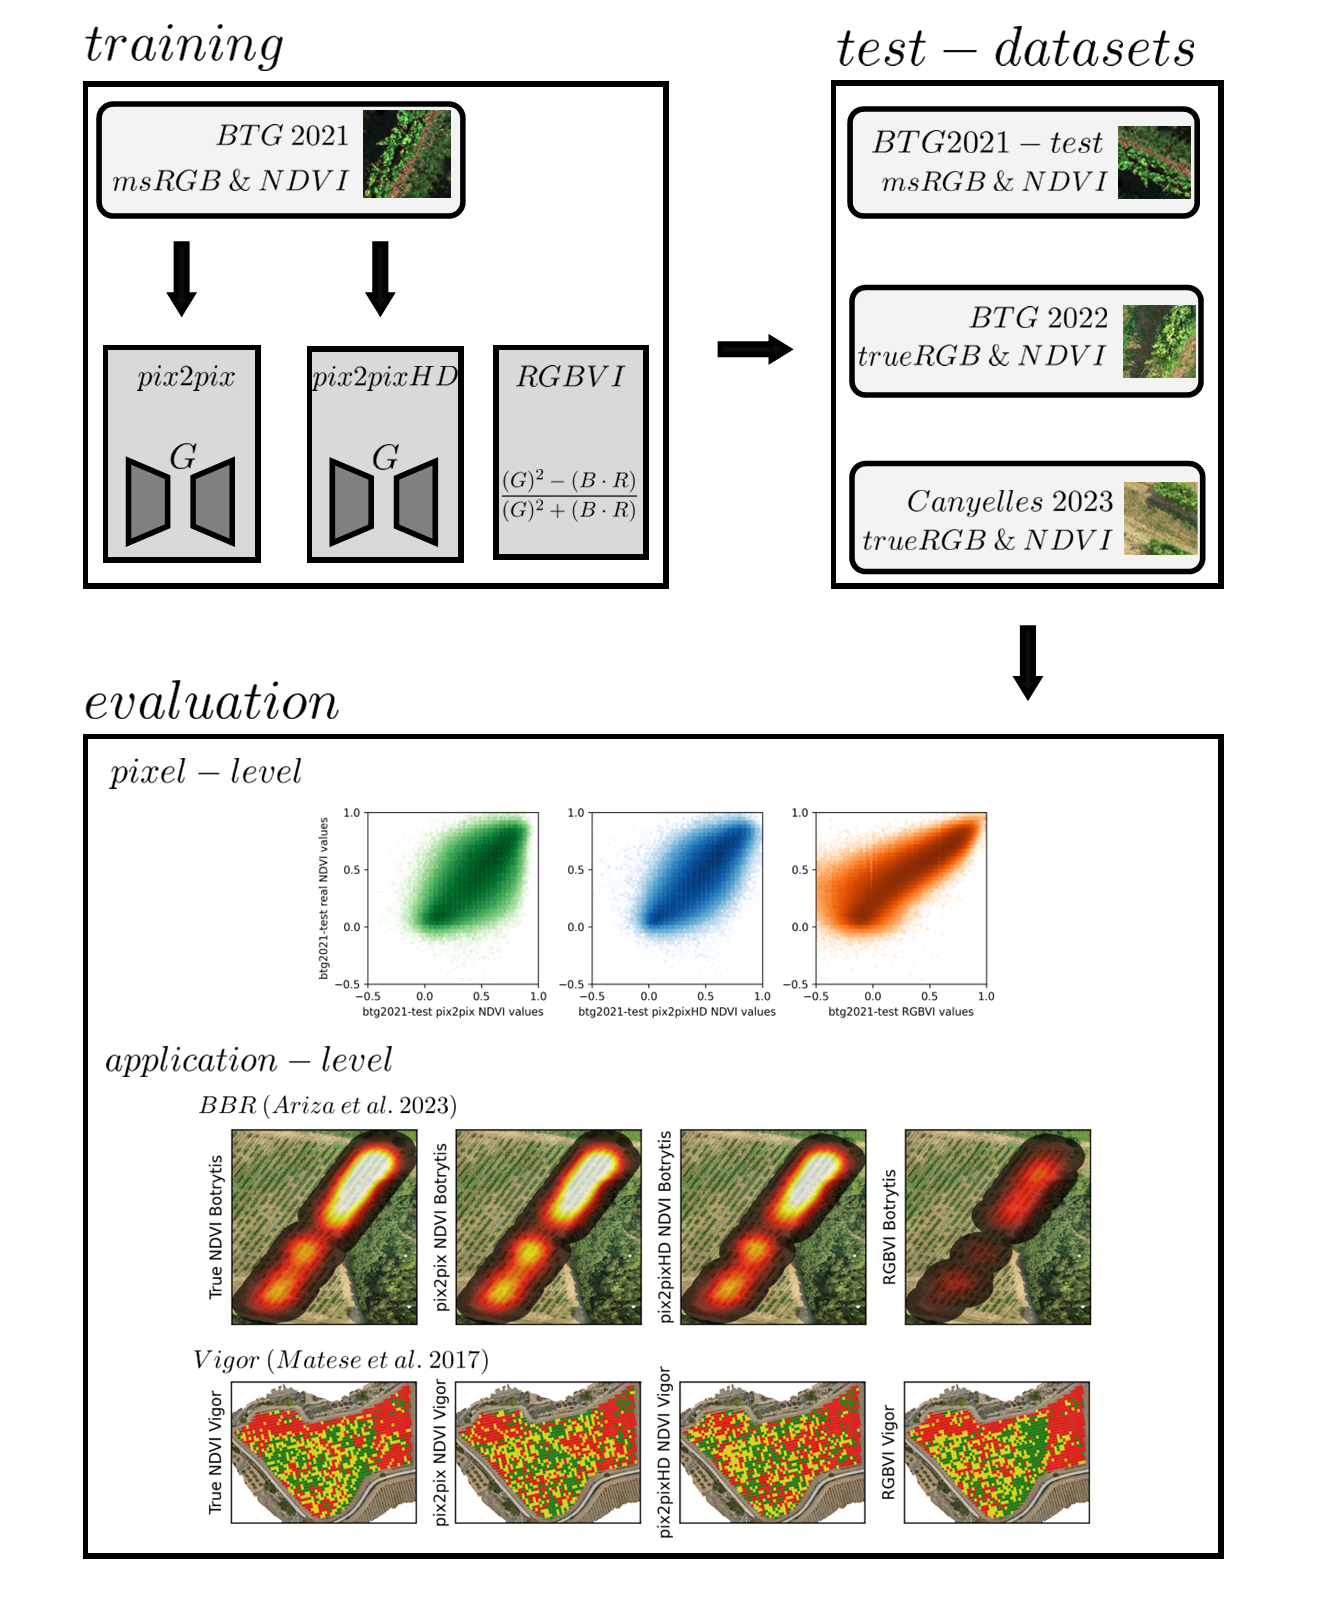 training
BTG 2021
msRGB & NDVI
pix2pix
G
pix2pixHD
G
RGBVI
(G)² − (B · R)
(G)² + (B · R)
test − datasets
BTG2021 − test
msRGB & NDVI
BTG 2022
trueRGB & NDVI
Canyelles 2023
trueRGB & NDVI
evaluation
pixel − level
btg2021-test real NDVI values
1.0
0.5
0.0
−0.5
−0.5 0.0 0.5 1.0
btg2021-test pix2pix NDVI values
1.0
0.5
0.0
−0.5
−0.5 0.0 0.5 1.0
btg2021-test pix2pixHD NDVI values
1.0
0.5
0.0
−0.5
−0.5 0.0 0.5 1.0
btg2021-test RGBVI values
application − level
BBR (Ariza et al. 2023)
True NDVI Botrytis
pix2pix NDVI Botrytis
pix2pixHD NDVI Botrytis
RGBVI Botrytis
Vigor (Matese et al. 2017)
True NDVI Vigor
pix2pix NDVI Vigor
pix2pixHD NDVI Vigor
RGBVI Vigor